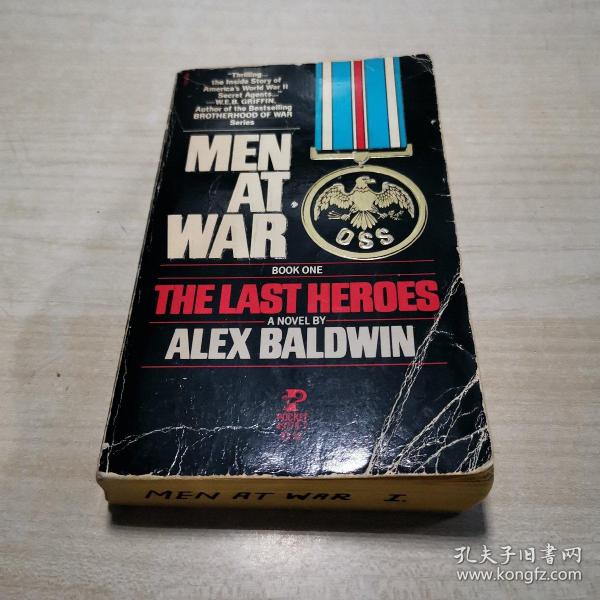 "Thrilling...
the Inside Story of
America's World War II
Secret Agents..."
—W.E.B. GRIFFIN,
Author of the Bestselling
BROTHERHOOD OF WAR
Series
MEN
AT
WAR
OSS
BOOK ONE
THE LAST HEROES
A NOVEL BY
ALEX BALDWIN
POCKET
MEN AT WAR I.
孔夫子旧書网
www.kongfz.com